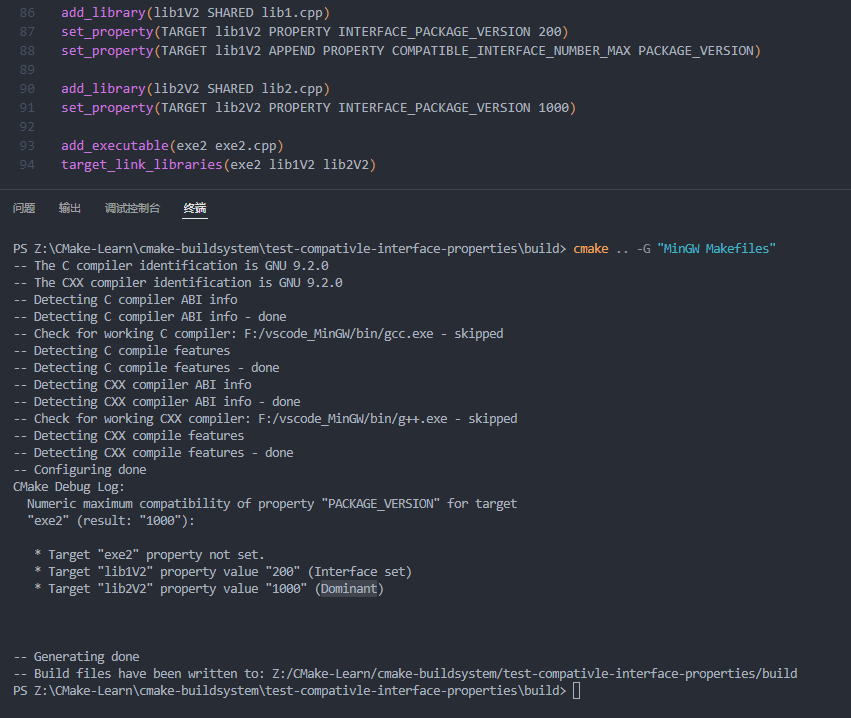 86 add_library(lib1V2 SHARED lib1.cpp)
87 set_property(TARGET lib1V2 PROPERTY INTERFACE_PACKAGE_VERSION 200)
88 set_property(TARGET lib1V2 APPEND PROPERTY COMPATIBLE_INTERFACE_NUMBER_MAX PACKAGE_VERSION)
89
90 add_library(lib2V2 SHARED lib2.cpp)
91 set_property(TARGET lib2V2 PROPERTY INTERFACE_PACKAGE_VERSION 1000)
92
93 add_executable(exe2 exe2.cpp)
94 target_link_libraries(exe2 lib1V2 lib2V2)
问题 输出 调试控制台 终端
PS Z:\CMake-Learn\cmake-buildsystem\test-compativle-interface-properties\build> cmake .. -G "MinGW Makefiles"
-- The C compiler identification is GNU 9.2.0
-- The CXX compiler identification is GNU 9.2.0
-- Detecting C compiler ABI info
-- Detecting C compiler ABI info - done
-- Check for working C compiler: F:/vscode_MinGW/bin/gcc.exe - skipped
-- Detecting C compile features
-- Detecting C compile features - done
-- Detecting CXX compiler ABI info
-- Detecting CXX compiler ABI info - done
-- Check for working CXX compiler: F:/vscode_MinGW/bin/g++.exe - skipped
-- Detecting CXX compile features
-- Detecting CXX compile features - done
-- Configuring done
CMake Debug Log:
Numeric maximum compatibility of property "PACKAGE_VERSION" for target
"exe2" (result: "1000"):
* Target "exe2" property not set.
* Target "lib1V2" property value "200" (Interface set)
* Target "lib2V2" property value "1000" (Dominant)
-- Generating done
-- Build files have been written to: Z:/CMake-Learn/cmake-buildsystem/test-compativle-interface-properties/build
PS Z:\CMake-Learn\cmake-buildsystem\test-compativle-interface-properties\build>